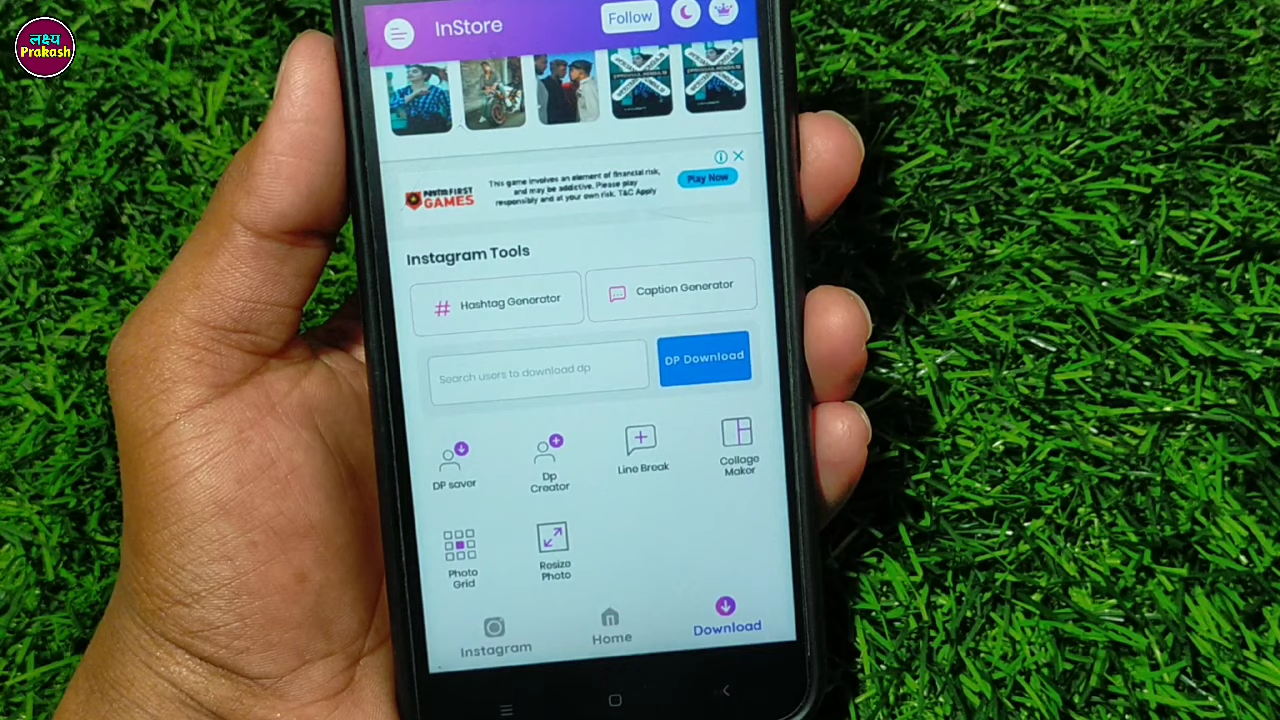 लक्ष्य
Prakash
InStore
Follow
This game involves an element of financial risk,
and may be addictive. Please play
responsibly and at your own risk. T&C Apply
PAYTM FIRST
GAMES
Play Now
Instagram Tools
# Hashtag Generator
Caption Generator
Search users to download dp
DP Download
DP saver
Dp
Creator
Line Break
Collage
Maker
Photo
Grid
Resize
Photo
Instagram
Home
Download